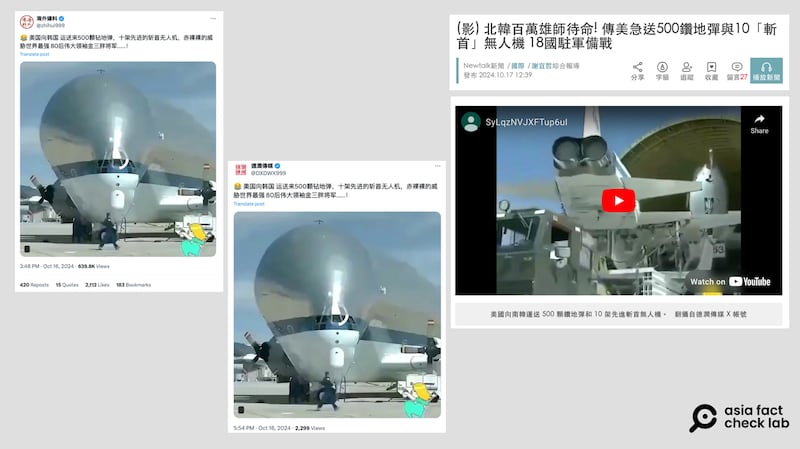 海外爆料
@zhihui999
😂 美国向韩国 运送来500颗钻地弹，十架先进的斩首无人机，赤裸裸的威
胁世界最强 80后伟大领袖金三胖将军……!
Translate post
2:48 PM · Oct 16, 2024 · 639.8K Views
420 Reposts 15 Quotes 2,112 Likes 183 Bookmarks
德潤傳媒
@DXDWX999
😂 美国向韩国 运送来500颗钻地弹，十架先进的斩首无人机，赤裸裸的威
胁世界最强 80后伟大领袖金三胖将军……!
Translate post
5:54 PM · Oct 16, 2024 · 2,299 Views
(影) 北韓百萬雄師待命! 傳美急送500鑽地彈與10「斬
首」無人機 18國駐軍備戰
Newtalk新聞 /國際 /謝宜哲綜合報導
發布 2024.10.17 12:39
分享 字級 追蹤 收藏 留言27 播放新聞
SyLqzNVJXFTup6uI
Share
Watch on YouTube
美國向南韓運送 500 顆鑽地彈和 10 架先進斬首無人機。 翻攝自德潤傳媒 X 帳號
asia fact
check lab